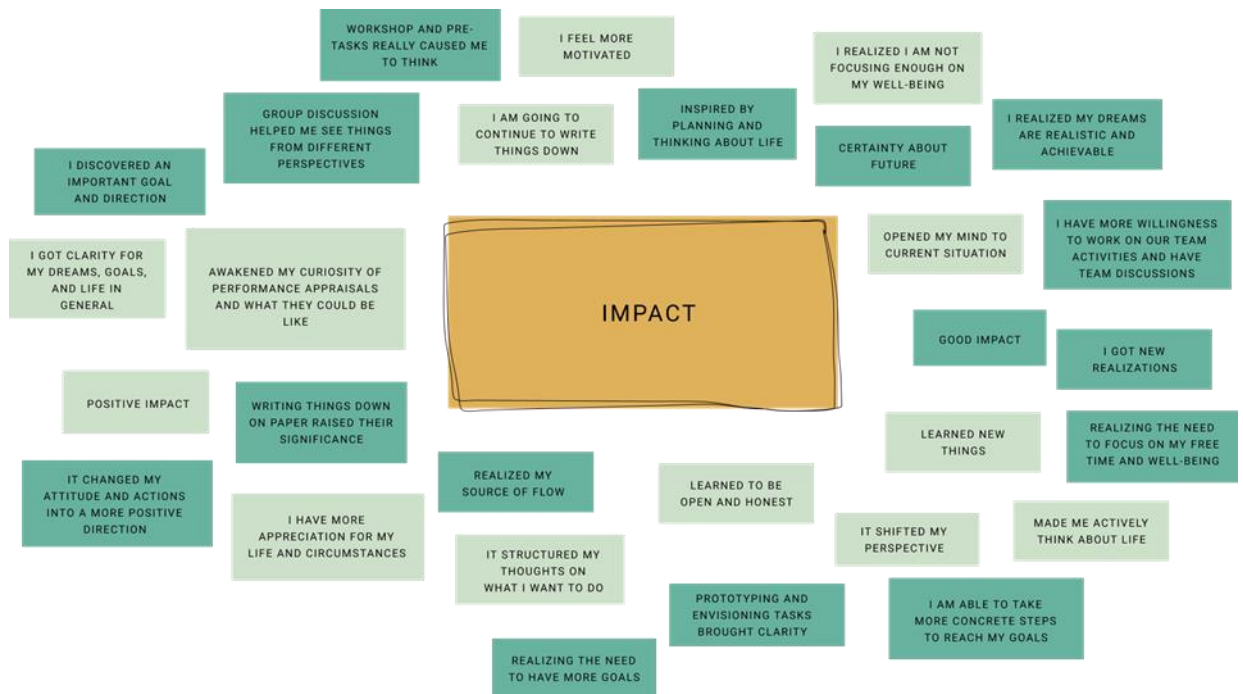 WORKSHOP AND PRE-
TASKS REALLY CAUSED ME
TO THINK
I FEEL MORE
MOTIVATED
I REALIZED I AM NOT
FOCUSING ENOUGH ON
MY WELL-BEING
GROUP DISCUSSION
HELPED ME SEE THINGS
FROM DIFFERENT
PERSPECTIVES
I AM GOING TO
CONTINUE TO WRITE
THINGS DOWN
INSPIRED BY
PLANNING AND
THINKING ABOUT LIFE
CERTAINTY ABOUT
FUTURE
I REALIZED MY DREAMS
ARE REALISTIC AND
ACHIEVABLE
I DISCOVERED AN
IMPORTANT GOAL
AND DIRECTION
I GOT CLARITY FOR
MY DREAMS, GOALS,
AND LIFE IN
GENERAL
AWAKENED MY CURIOSITY OF
PERFORMANCE APPRAISALS
AND WHAT THEY COULD BE
LIKE
IMPACT
OPENED MY MIND TO
CURRENT SITUATION
I HAVE MORE WILLINGNESS
TO WORK ON OUR TEAM
ACTIVITIES AND HAVE
TEAM DISCUSSIONS
GOOD IMPACT
I GOT NEW
REALIZATIONS
POSITIVE IMPACT
WRITING THINGS DOWN
ON PAPER RAISED THEIR
SIGNIFICANCE
LEARNED NEW
THINGS
REALIZING THE NEED
TO FOCUS ON MY FREE
TIME AND WELL-BEING
IT CHANGED MY
ATTITUDE AND ACTIONS
INTO A MORE POSITIVE
DIRECTION
I HAVE MORE
APPRECIATION FOR MY
LIFE AND CIRCUMSTANCES
REALIZED MY
SOURCE OF FLOW
LEARNED TO BE
OPEN AND HONEST
IT SHIFTED MY
PERSPECTIVE
MADE ME ACTIVELY
THINK ABOUT LIFE
IT STRUCTURED MY
THOUGHTS ON
WHAT I WANT TO DO
PROTOTYPING AND
ENVISIONING TASKS
BROUGHT CLARITY
I AM ABLE TO TAKE
MORE CONCRETE STEPS
TO REACH MY GOALS
REALIZING THE NEED
TO HAVE MORE GOALS